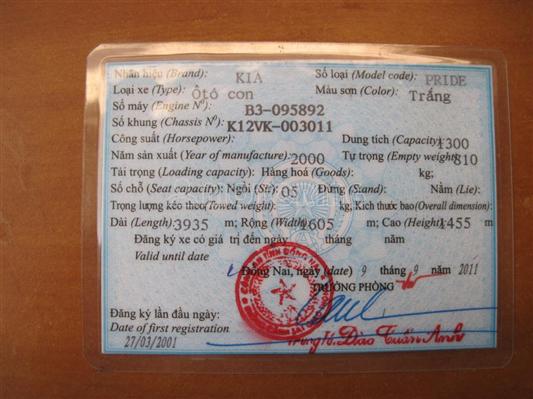 Nhãn hiệu (Brand): KIA Số loại (Model code): PRIDE
Loại xe (Type): Ôtô con Màu sơn (Color): Trắng
Số máy (Engine Nº): B3-095892
Số khung (Chassis Nº): K12VK-003011
Công suất (Horsepower): Dung tích (Capacity): 1300
Năm sản xuất (Year of manufacture): 2000 Tự trọng (Empty weight): 810
Tải trọng (Loading capacity): Hàng hoá (Goods): kg;
Số chỗ (Seat capacity): Ngồi (Sit): 05 Đứng (Stand): Nằm (Lie):
Trọng lượng kéo theo (Towed weight): kg; Kích thước bao (Overall dimension):
Dài (Length): 3935 m; Rộng (Width): 1605 m; Cao (Height): 1455 m
Đăng ký xe có giá trị đến ngày tháng năm
Valid until date
Đồng Nai, ngày (date) 9 tháng 9 năm 2011
TRƯỞNG PHÒNG
Đăng ký lần đầu ngày:
Date of first registration
27/03/2001
Đào Tuấn Anh